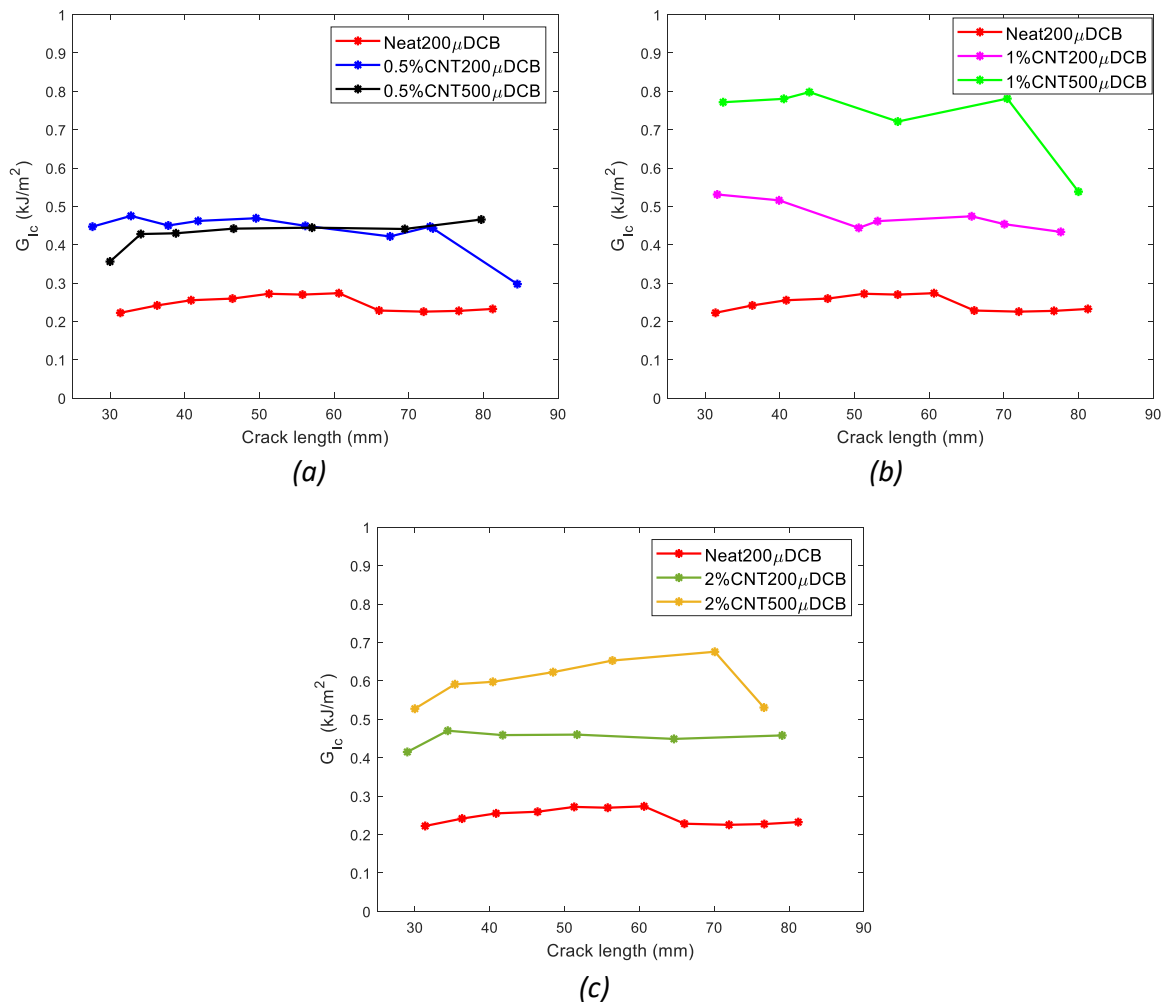 1
0.9
0.8
0.7
0.6
0.5
0.4
0.3
0.2
0.1
0
G_Ic (kJ/m²)
Neat200μDCB
0.5%CNT200μDCB
0.5%CNT500μDCB
30 40 50 60 70 80 90
Crack length (mm)
(a)
1
0.9
0.8
0.7
0.6
0.5
0.4
0.3
0.2
0.1
0
G_Ic (kJ/m²)
Neat200μDCB
1%CNT200μDCB
1%CNT500μDCB
30 40 50 60 70 80 90
Crack length (mm)
(b)
1
0.9
0.8
0.7
0.6
0.5
0.4
0.3
0.2
0.1
0
G_Ic (kJ/m²)
Neat200μDCB
2%CNT200μDCB
2%CNT500μDCB
30 40 50 60 70 80 90
Crack length (mm)
(c)